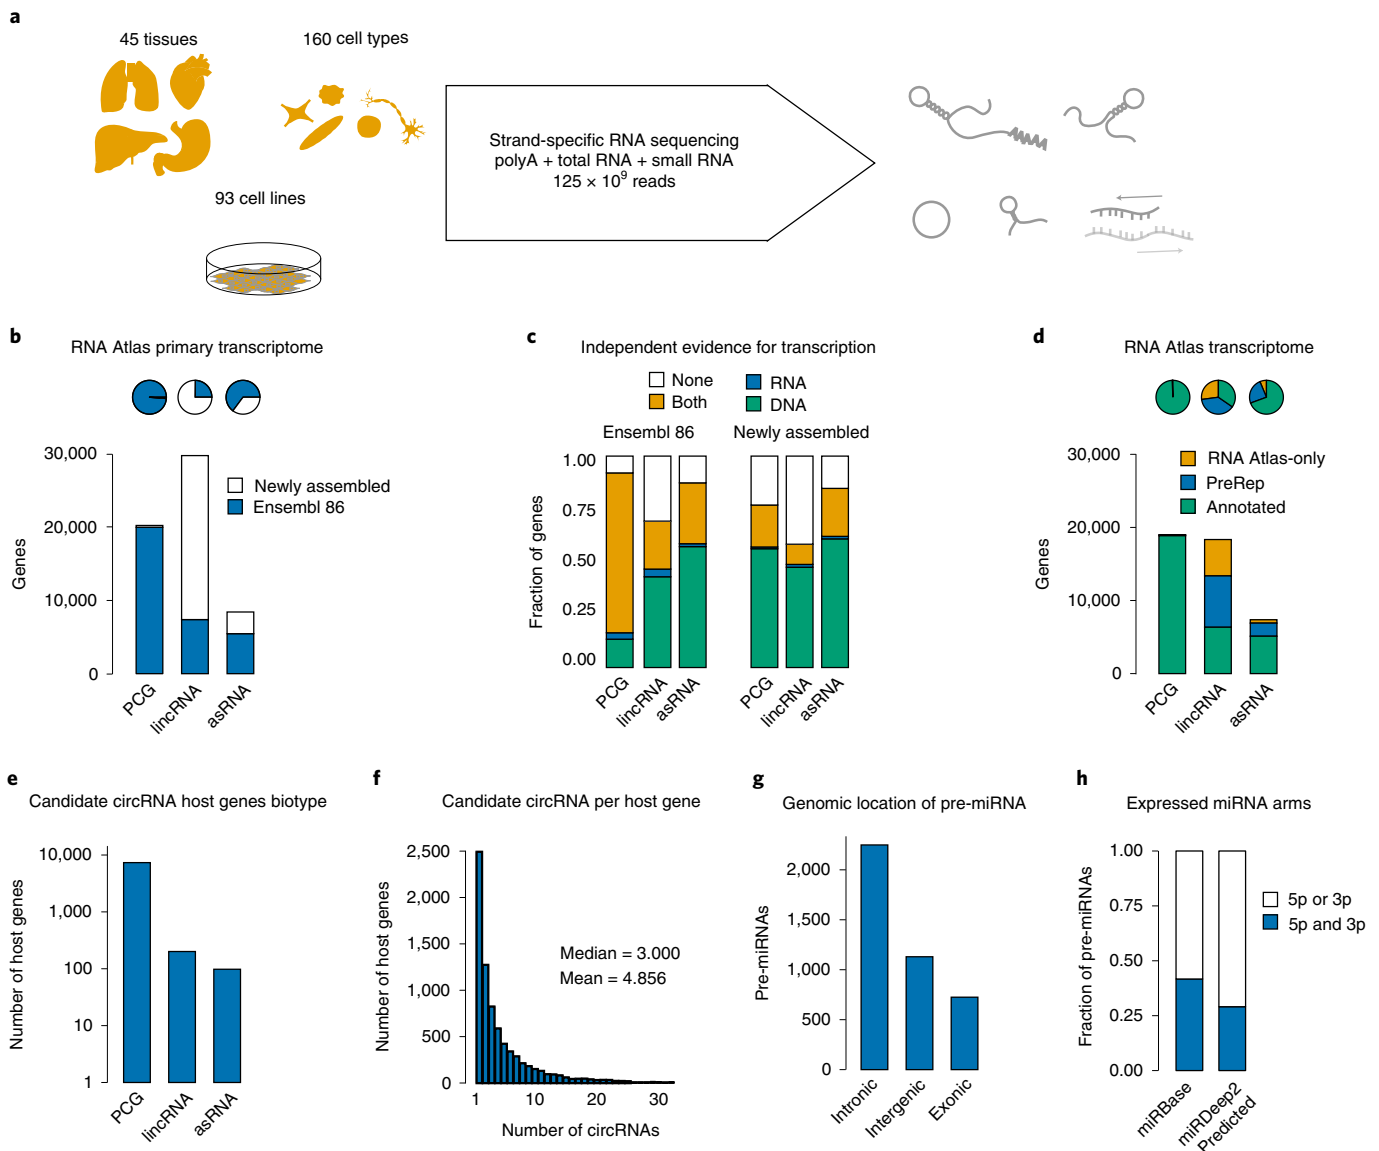 a
45 tissues
160 cell types
93 cell lines
Strand-specific RNA sequencing
polyA + total RNA + small RNA
125 × 10⁹ reads
b
RNA Atlas primary transcriptome
30,000
20,000
10,000
0
Genes
Newly assembled
Ensembl 86
PCG
lincRNA
asRNA
c
Independent evidence for transcription
None
RNA
Both
DNA
Ensembl 86
Newly assembled
1.00
0.75
0.50
0.25
0.00
Fraction of genes
PCG
lincRNA
asRNA
PCG
lincRNA
asRNA
d
RNA Atlas transcriptome
30,000
20,000
10,000
0
Genes
RNA Atlas-only
PreRep
Annotated
PCG
lincRNA
asRNA
e
Candidate circRNA host genes biotype
10,000
1,000
100
10
1
Number of host genes
PCG
lincRNA
asRNA
f
Candidate circRNA per host gene
2,500
2,000
1,500
1,000
500
0
Number of host genes
Median = 3.000
Mean = 4.856
1
10
20
30
Number of circRNAs
g
Genomic location of pre-miRNA
2,000
1,500
1,000
500
0
Pre-miRNAs
Intronic
Intergenic
Exonic
h
Expressed miRNA arms
1.00
0.75
0.50
0.25
0.00
Fraction of pre-miRNAs
5p or 3p
5p and 3p
miRBase
miRDeep2
Predicted